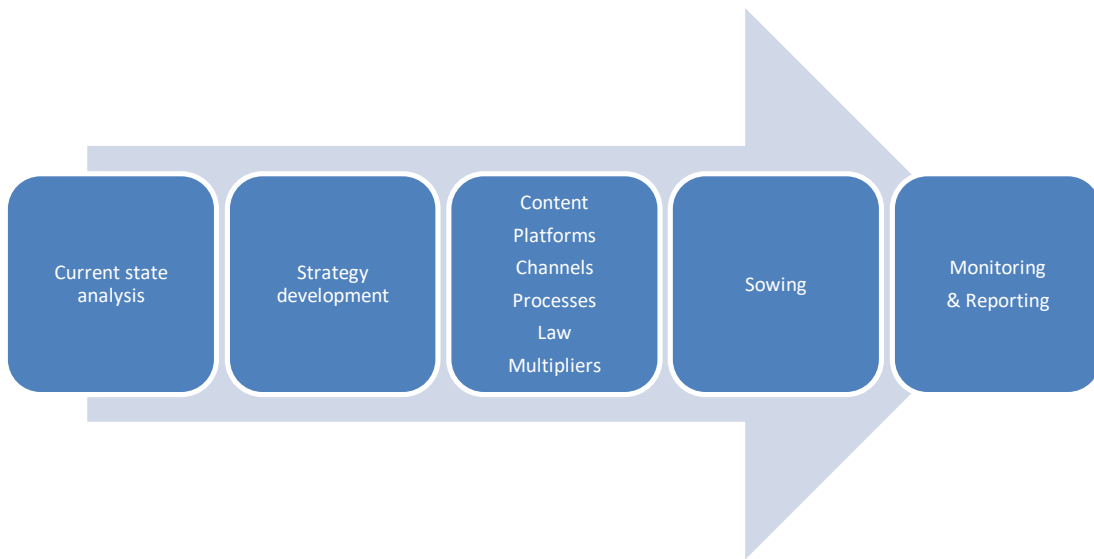 Current state
analysis
Strategy
development
Content
Platforms
Channels
Processes
Law
Multipliers
Sowing
Monitoring
& Reporting